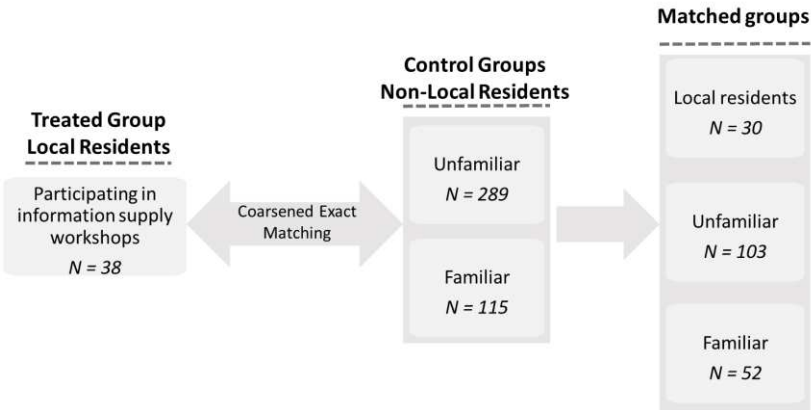 Treated Group
Local Residents
Participating in
information supply
workshops
N = 38
Coarsened Exact
Matching
Control Groups
Non-Local Residents
Unfamiliar
N = 289
Familiar
N = 115
Matched groups
Local residents
N = 30
Unfamiliar
N = 103
Familiar
N = 52